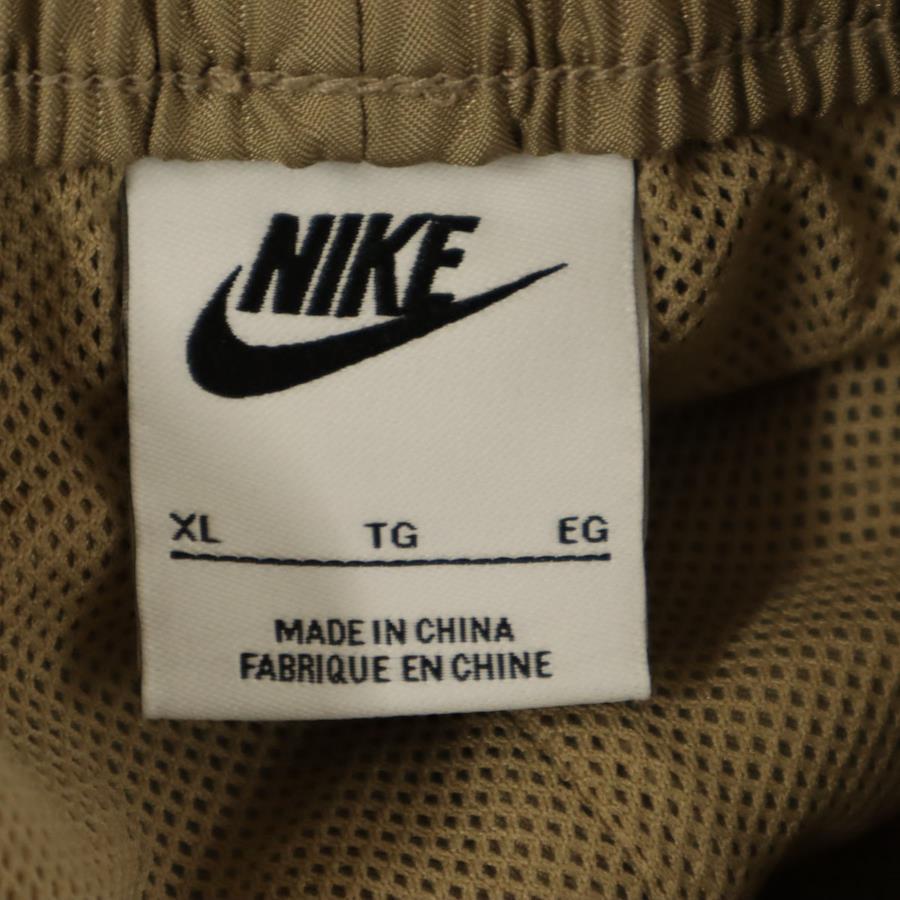 NIKE
XL TG EG
MADE IN CHINA
FABRIQUE EN CHINE